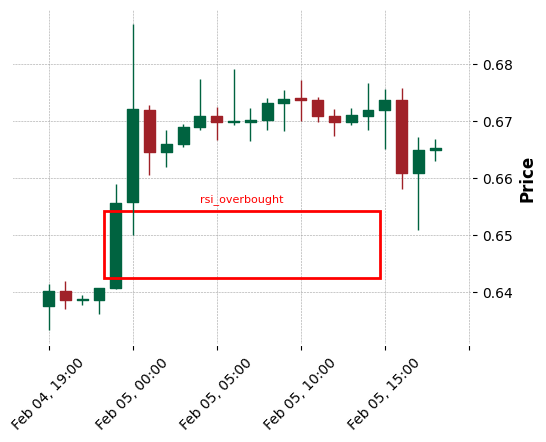 0.68
0.67
rsi_overbought
0.66
0.65
0.64
Price
Feb 04, 19:00
Feb 05, 00:00
Feb 05, 05:00
Feb 05, 10:00
Feb 05, 15:00